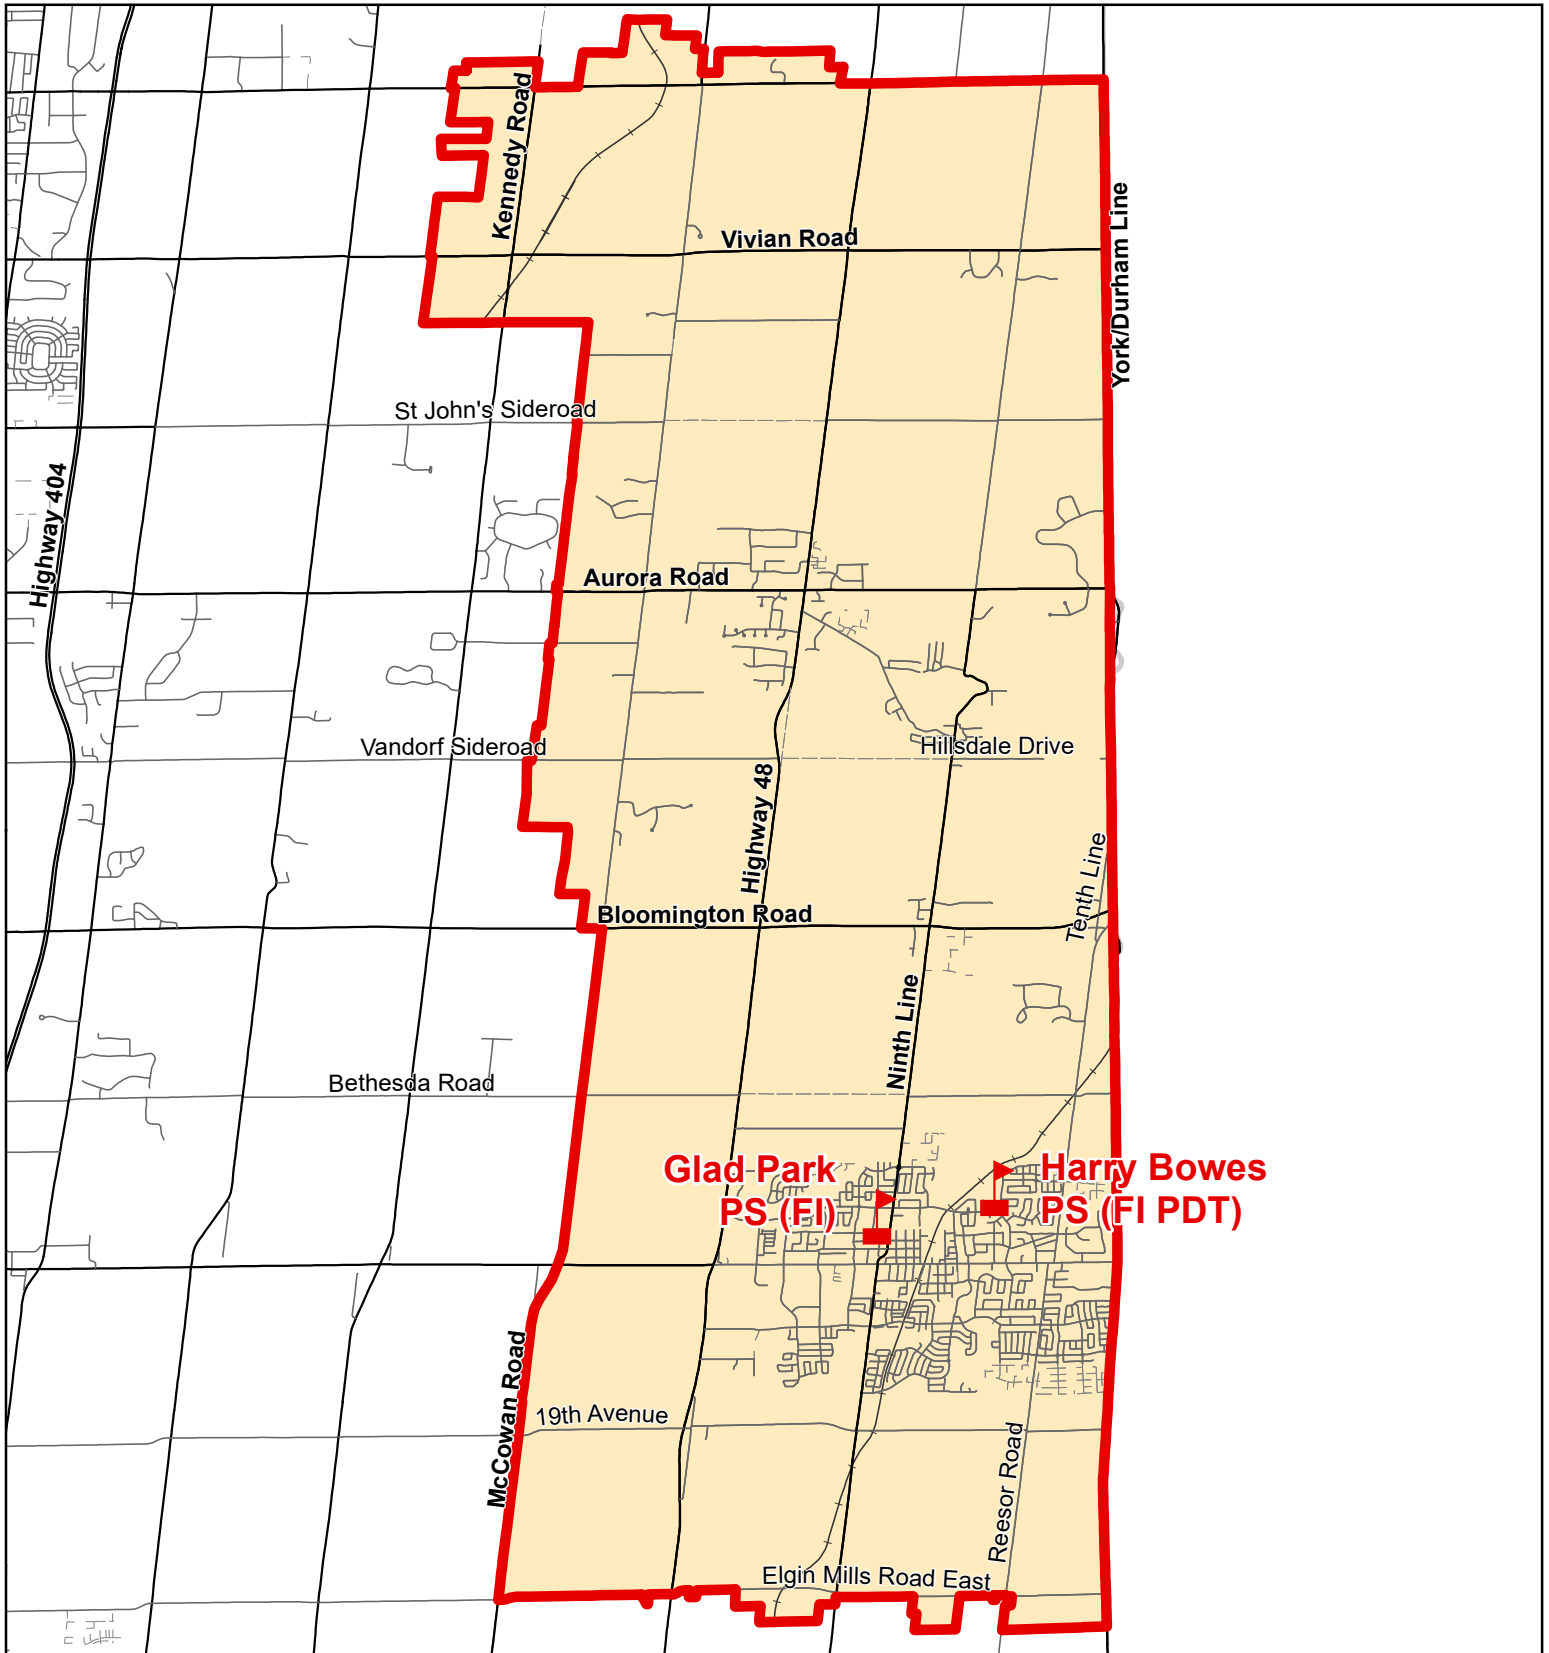 Kennedy Road
Vivian Road
York/Durham Line
St John's Sideroad
Highway 404
Aurora Road
Vandorf Sideroad
Hillsdale Drive
Highway 48
Tenth Line
Bloomington Road
Ninth Line
Bethesda Road
Glad Park
PS (FI)
Harry Bowes
PS (FI PDT)
McCowan Road
19th Avenue
Reesor Road
Elgin Mills Road East